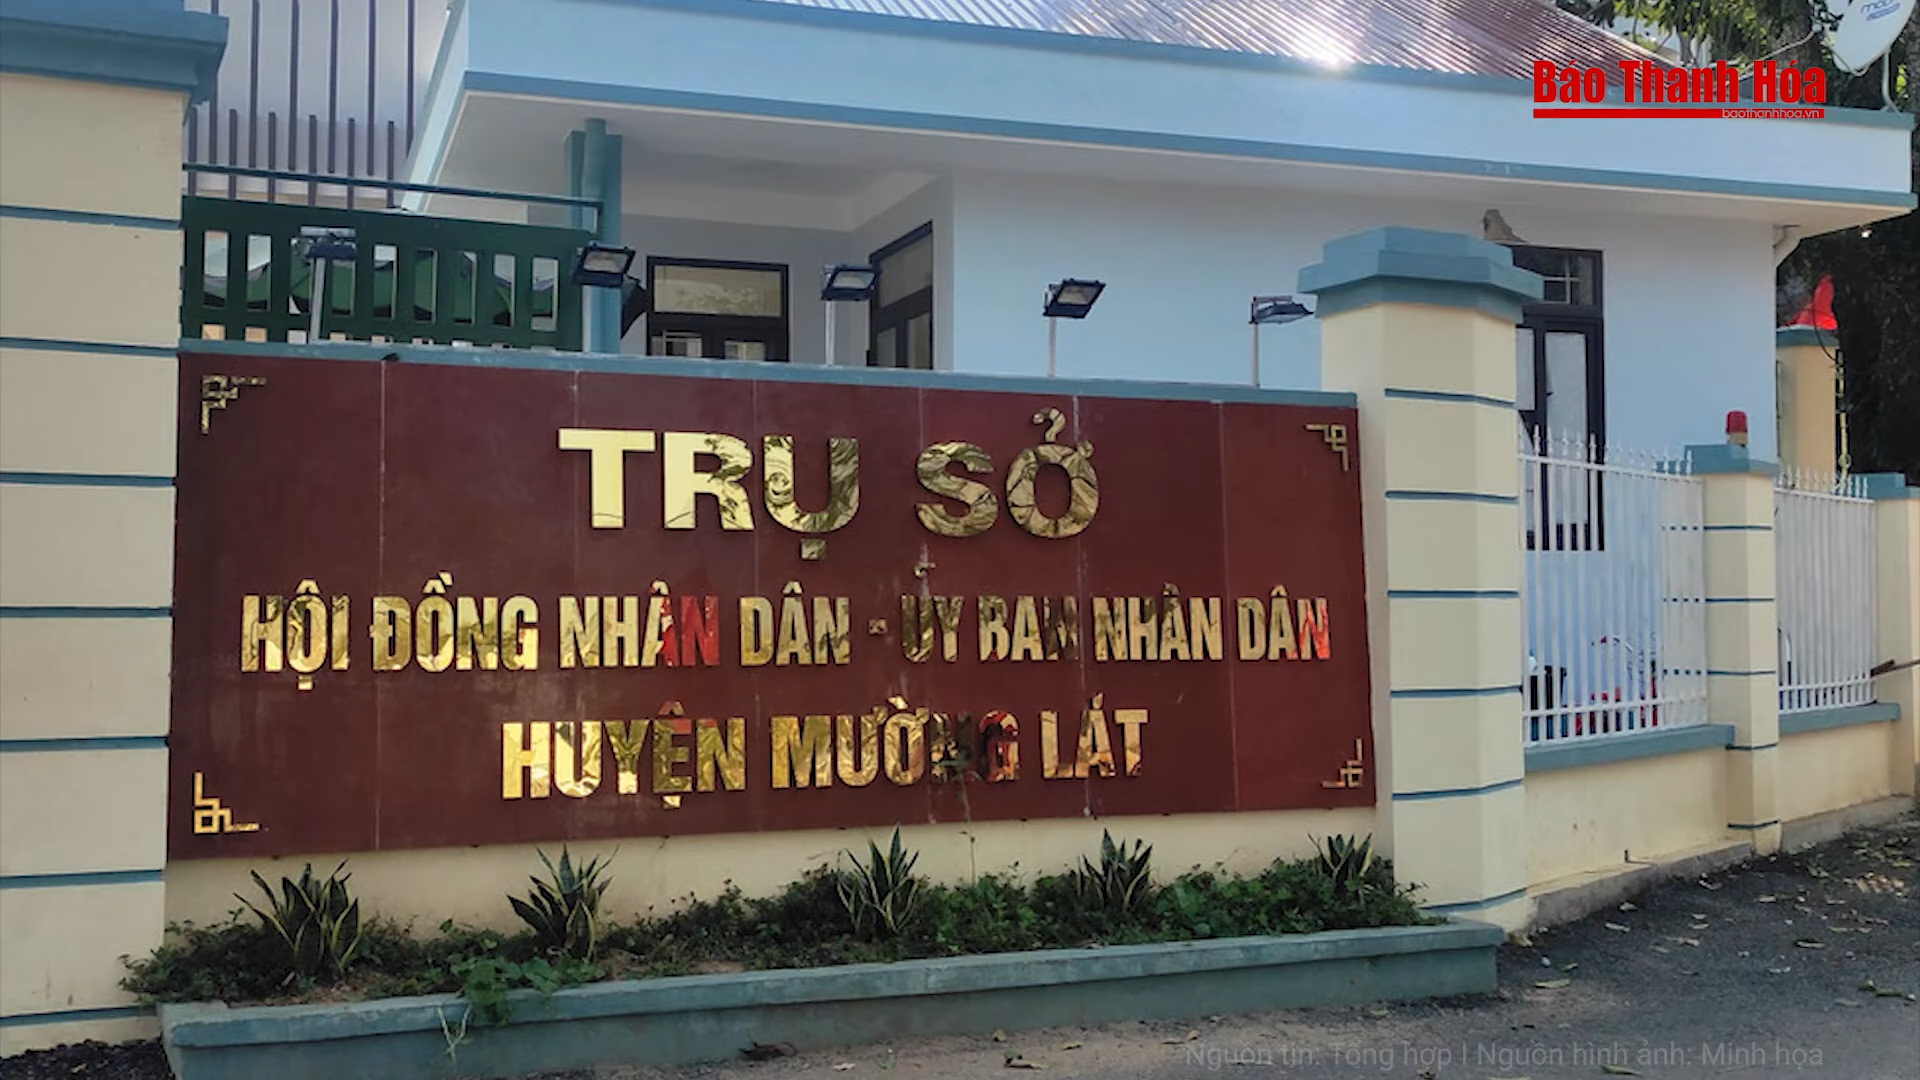 Báo Thanh Hóa
baothanhhoa.vn
TRỤ SỞ
HỘI ĐỒNG NHÂN DÂN - ỦY BAN NHÂN DÂN
HUYỆN MƯỜNG LÁT
Nguồn tin: Tổng hợp I Nguồn hình ảnh: Minh họa